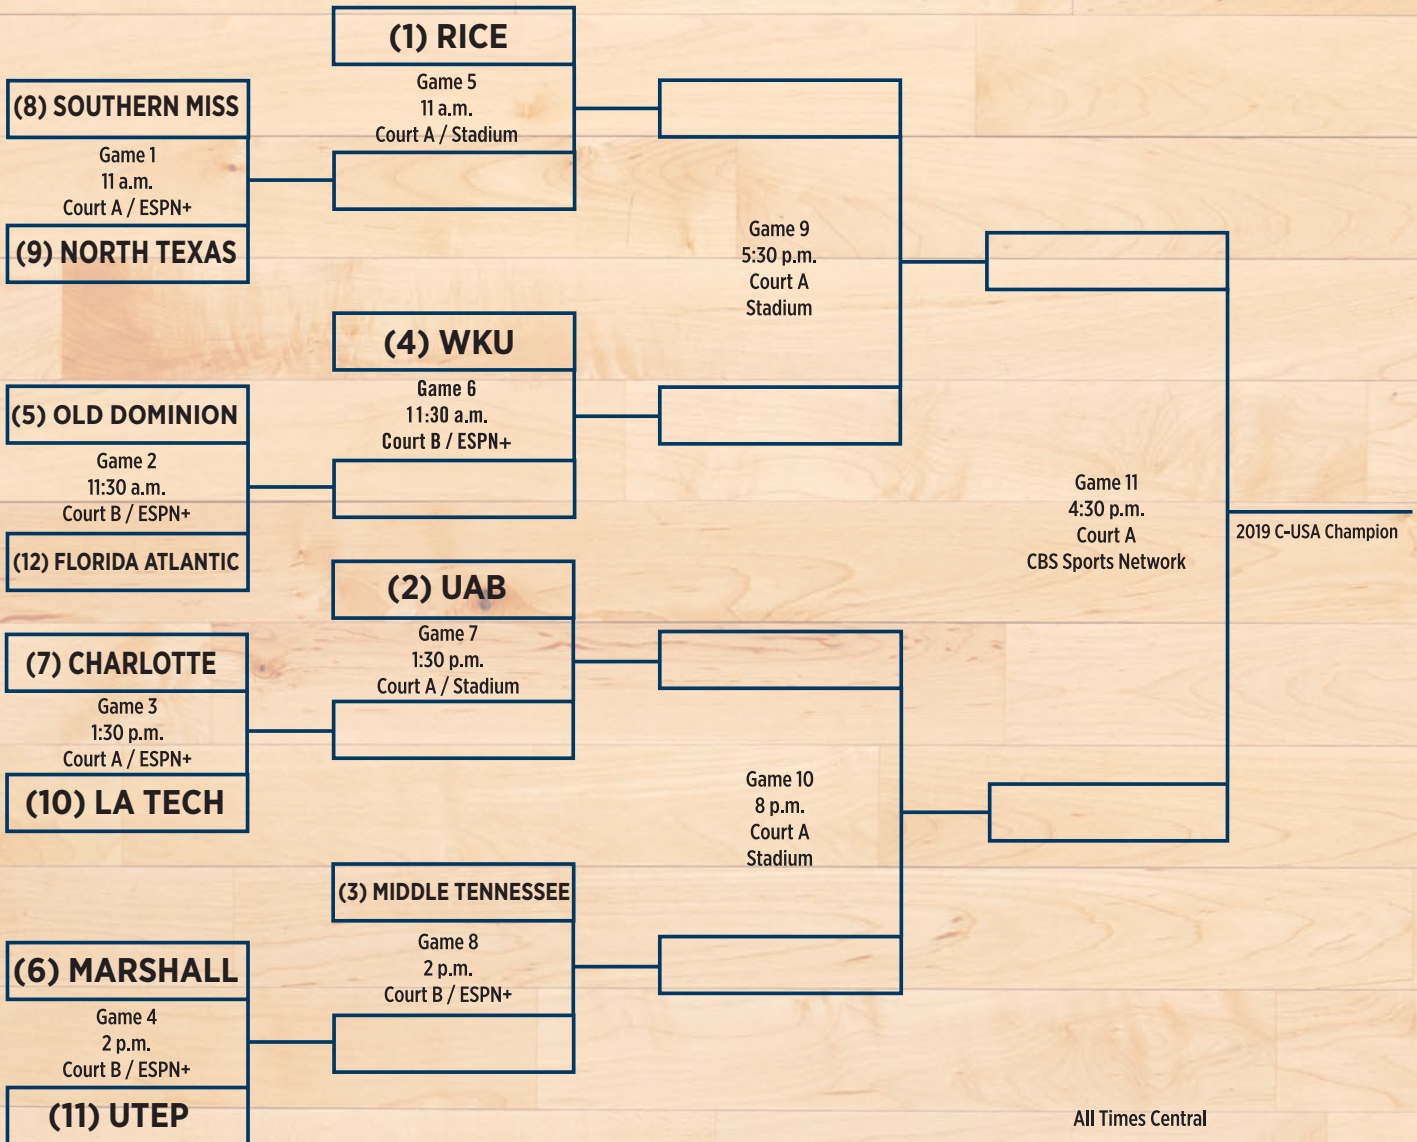 (1) RICE
Game 5
11 a.m.
Court A / Stadium
(8) SOUTHERN MISS
Game 1
11 a.m.
Court A / ESPN+
(9) NORTH TEXAS
Game 9
5:30 p.m.
Court A
Stadium
(4) WKU
Game 6
11:30 a.m.
Court B / ESPN+
(5) OLD DOMINION
Game 2
11:30 a.m.
Court B / ESPN+
(12) FLORIDA ATLANTIC
Game 11
4:30 p.m.
Court A
CBS Sports Network
2019 C-USA Champion
(2) UAB
Game 7
1:30 p.m.
Court A / Stadium
(7) CHARLOTTE
Game 3
1:30 p.m.
Court A / ESPN+
(10) LA TECH
Game 10
8 p.m.
Court A
Stadium
(3) MIDDLE TENNESSEE
Game 8
2 p.m.
Court B / ESPN+
(6) MARSHALL
Game 4
2 p.m.
Court B / ESPN+
(11) UTEP
All Times Central